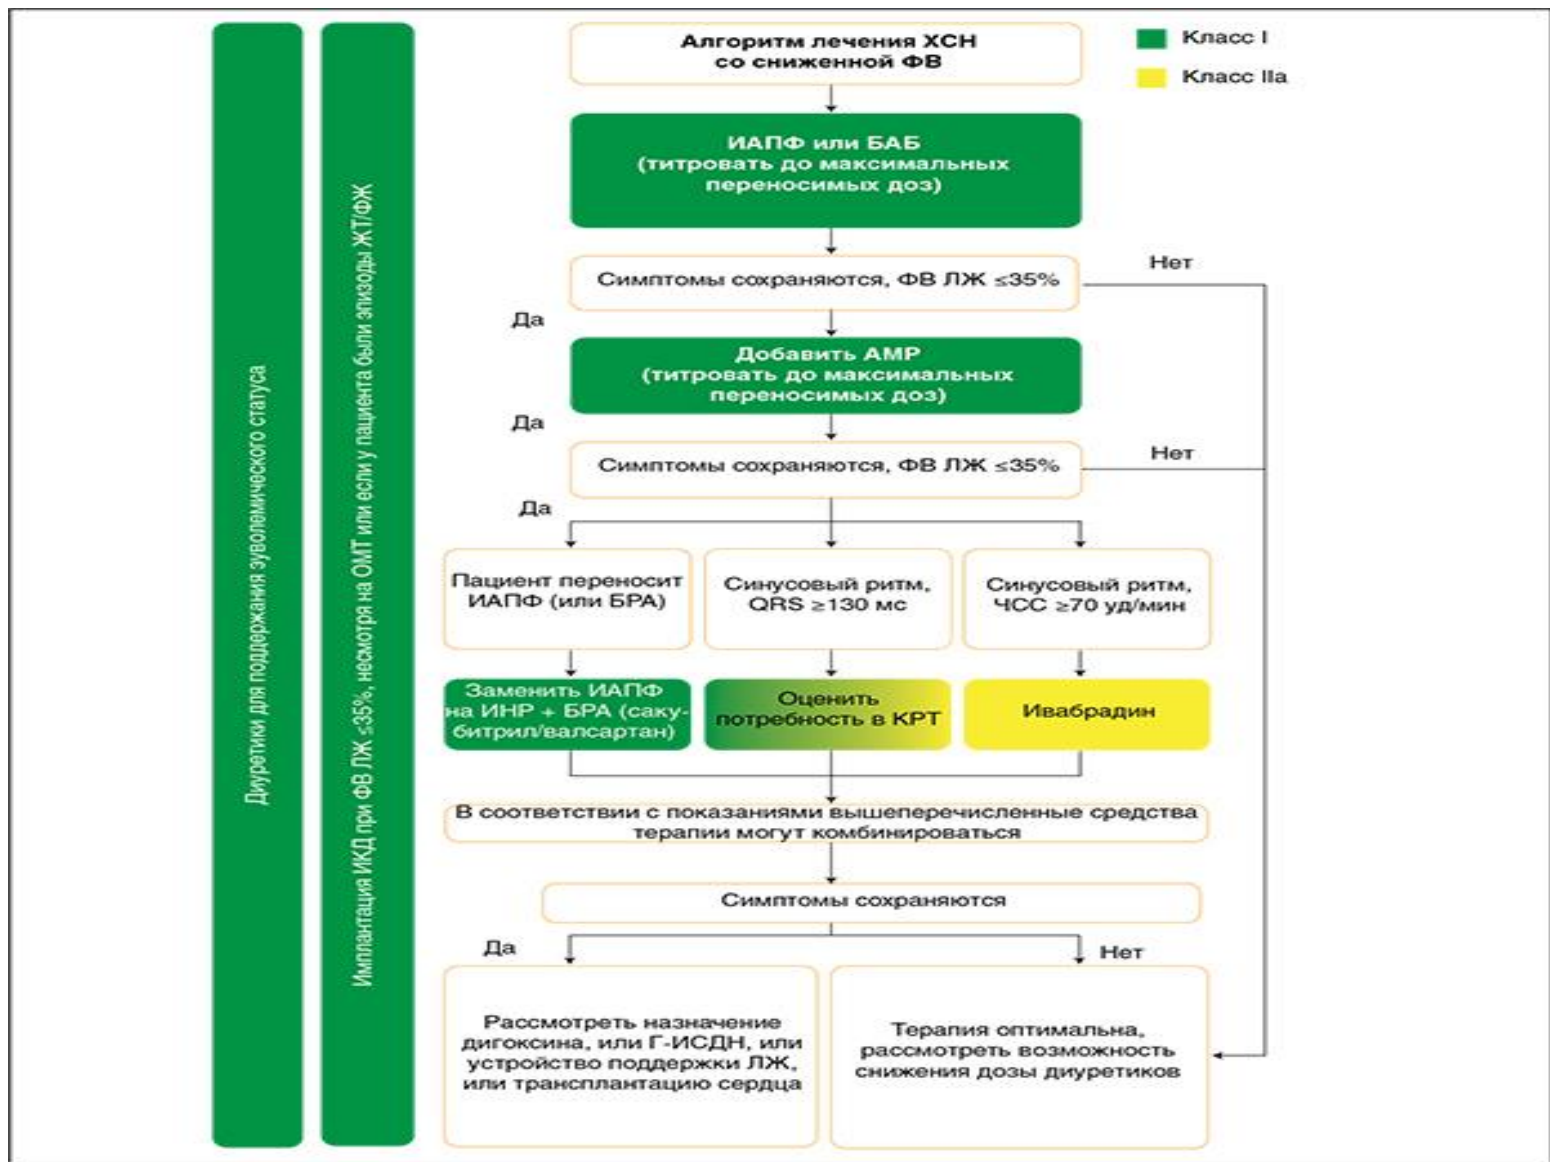 Диуретики для поддержания эуволемического статуса
Имплантация ИКД при ФВ ЛЖ ≤35%, несмотря на ОМТ или если у пациента были эпизоды ЖТ/ФЖ
Алгоритм лечения ХСН
со сниженной ФВ
Класс I
Класс IIa
ИАПФ или БАБ
(титровать до максимальных
переносимых доз)
Симптомы сохраняются, ФВ ЛЖ ≤35%
Нет
Да
Добавить АМР
(титровать до максимальных
переносимых доз)
Да
Симптомы сохраняются, ФВ ЛЖ ≤35%
Нет
Да
Пациент переносит
ИАПФ (или БРА)
Синусовый ритм,
QRS ≥130 мс
Синусовый ритм,
ЧСС ≥70 уд/мин
Заменить ИАПФ
на ИНР + БРА (саку-
битрил/валсартан)
Оценить
потребность в КРТ
Ивабрадин
В соответствии с показаниями вышеперечисленные средства
терапии могут комбинироваться
Симптомы сохраняются
Да
Нет
Рассмотреть назначение
дигоксина, или Г-ИСДН, или
устройство поддержки ЛЖ,
или трансплантацию сердца
Терапия оптимальна,
рассмотреть возможность
снижения дозы диуретиков